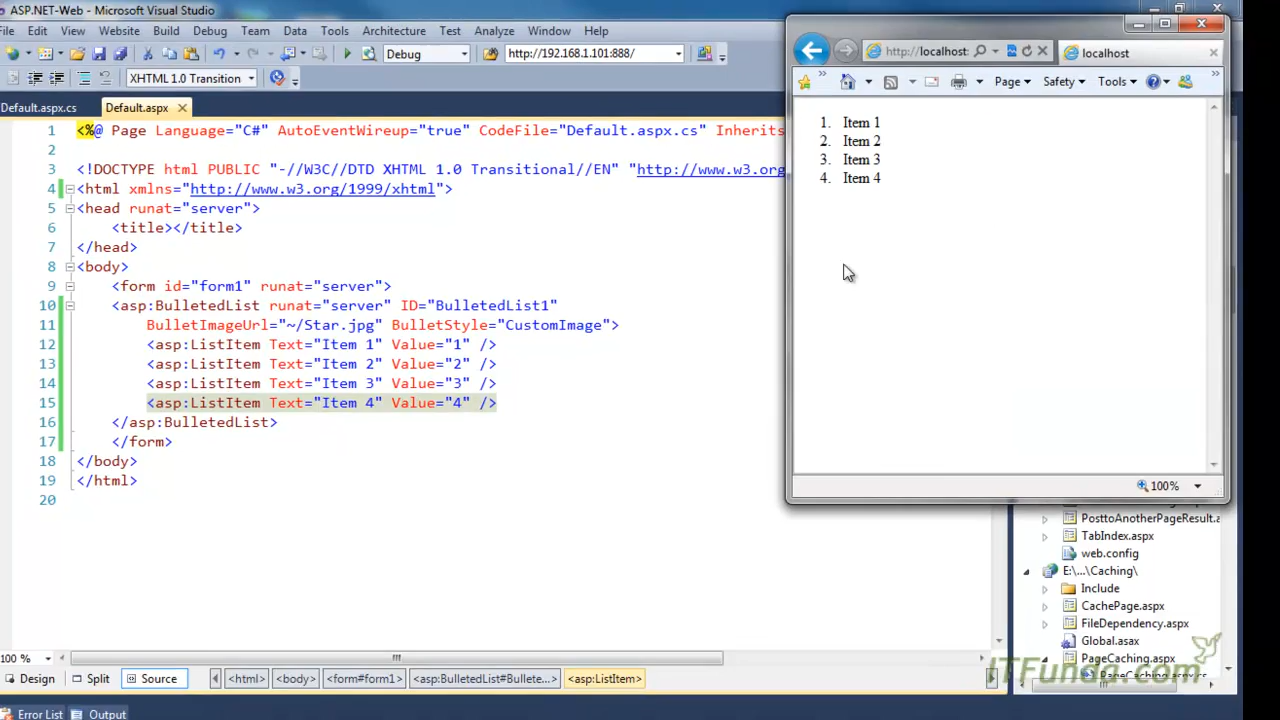 ASP.NET-Web - Microsoft Visual Studio
File Edit View Website Build Debug Team Data Tools Architecture Test Analyze Window Help
Debug http://192.168.1.101:888/
XHTML 1.0 Transition
Default.aspx.cs Default.aspx
1 <%@ Page Language="C#" AutoEventWireup="true" CodeFile="Default.aspx.cs" Inherits
2
3 <!DOCTYPE html PUBLIC "-//W3C//DTD XHTML 1.0 Transitional//EN" "http://www.w3.org
4 <html xmlns="http://www.w3.org/1999/xhtml">
5 <head runat="server">
6 <title></title>
7 </head>
8 <body>
9 <form id="form1" runat="server">
10 <asp:BulletedList runat="server" ID="BulletedList1"
11 BulletImageUrl="~/Star.jpg" BulletStyle="CustomImage">
12 <asp:ListItem Text="Item 1" Value="1" />
13 <asp:ListItem Text="Item 2" Value="2" />
14 <asp:ListItem Text="Item 3" Value="3" />
15 <asp:ListItem Text="Item 4" Value="4" />
16 </asp:BulletedList>
17 </form>
18 </body>
19 </html>
20
100 %
Design Split Source <html> <body> <form#form1> <asp:BulletedList#Bullete...> <asp:ListItem>
Error List Output
http://localhost: localhost
Page Safety Tools
1. Item 1
2. Item 2
3. Item 3
4. Item 4
100%
PosttoAnotherPageResult.a
TabIndex.aspx
web.config
E:\...\Caching\
Include
CachePage.aspx
FileDependency.aspx
Global.asax
PageCaching.aspx
PageCaching.aspx.cs
ITFunda.com